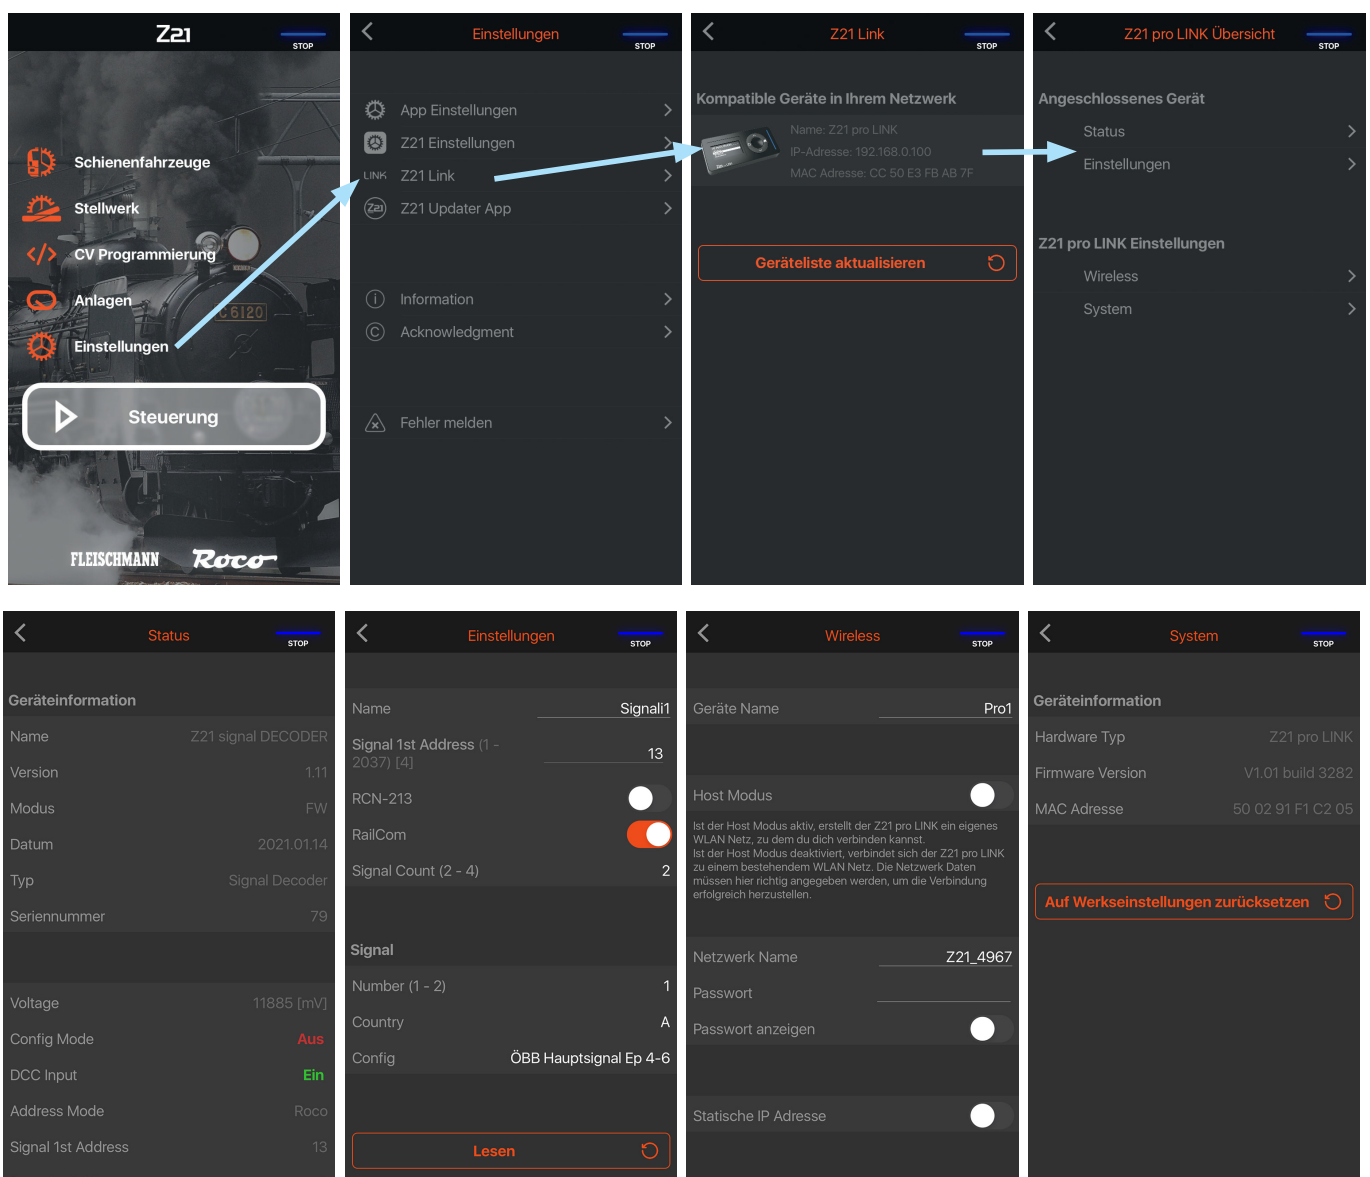 Z21
STOP
Schienenfahrzeuge
Stellwerk
CV Programmierung
Anlagen
Einstellungen
C6120
Steuerung
FLEISCHMANN
Roco
Einstellungen
STOP
App Einstellungen
Z21 Einstellungen
LINK Z21 Link
Z21 Z21 Updater App
Information
Acknowledgment
Fehler melden
Z21 Link
STOP
Kompatible Geräte in Ihrem Netzwerk
Name: Z21 pro LINK
IP-Adresse: 192.168.0.100
MAC Adresse: CC 50 E3 FB AB 7F
Geräteliste aktualisieren
Z21 pro LINK Übersicht
STOP
Angeschlossenes Gerät
Status
Einstellungen
Z21 pro LINK Einstellungen
Wireless
System
Status
STOP
Geräteinformation
Name Z21 signal DECODER
Version 1.11
Modus FW
Datum 2021.01.14
Typ Signal Decoder
Seriennummer 79
Voltage 11885 [mV]
Config Mode Aus
DCC Input Ein
Address Mode Roco
Signal 1st Address 13
Einstellungen
STOP
Name Signali1
Signal 1st Address (1 -
2037) [4] 13
RCN-213
RailCom
Signal Count (2 - 4) 2
Signal
Number (1 - 2) 1
Country A
Config ÖBB Hauptsignal Ep 4-6
Lesen
Wireless
STOP
Geräte Name Pro1
Host Modus
Ist der Host Modus aktiv, erstellt der Z21 pro LINK ein eigenes
WLAN Netz, zu dem du dich verbinden kannst.
Ist der Host Modus deaktiviert, verbindet sich der Z21 pro LINK
zu einem bestehendem WLAN Netz. Die Netzwerk Daten
müssen hier richtig angegeben werden, um die Verbindung
erfolgreich herzustellen.
Netzwerk Name Z21_4967
Passwort
Passwort anzeigen
Statische IP Adresse
System
STOP
Geräteinformation
Hardware Typ Z21 pro LINK
Firmware Version V1.01 build 3282
MAC Adresse 50 02 91 F1 C2 05
Auf Werkseinstellungen zurücksetzen